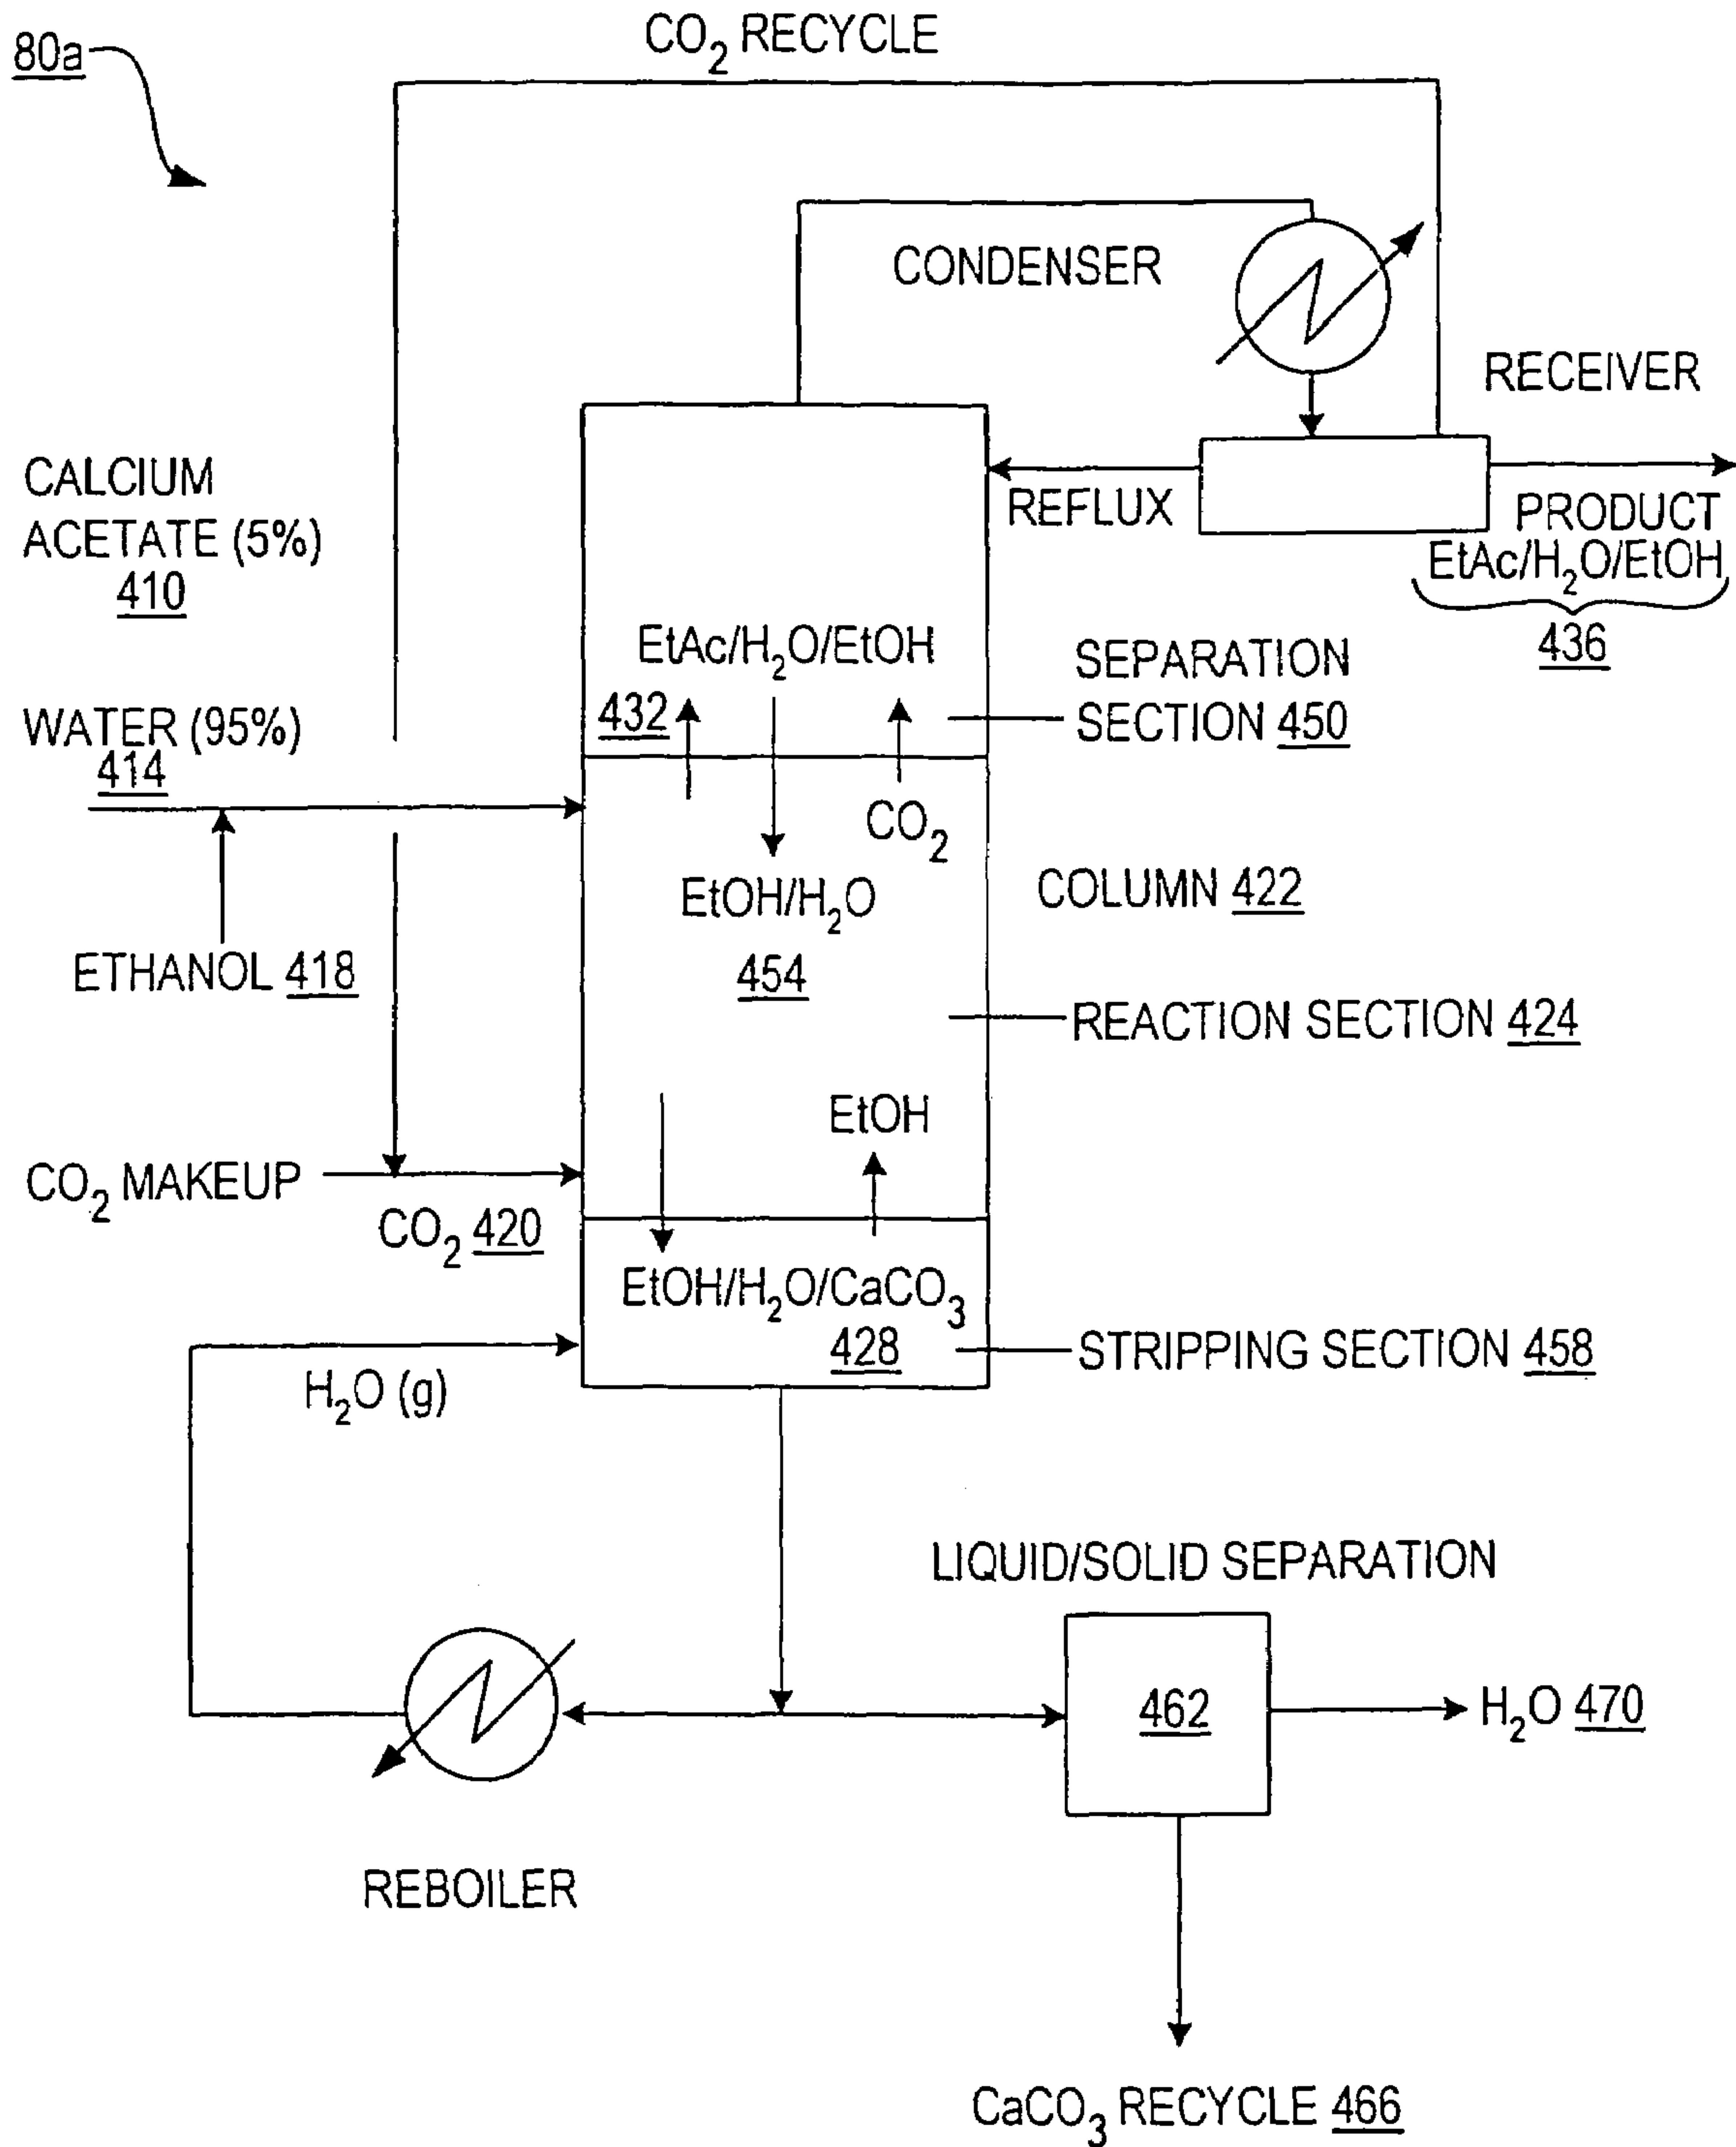 80a
CO₂ RECYCLE
CONDENSER
RECEIVER
CALCIUM
ACETATE (5%)
410
REFLUX
PRODUCT
EtAc/H₂O/EtOH
436
EtAc/H₂O/EtOH
432
SEPARATION
SECTION 450
WATER (95%)
414
CO₂
EtOH/H₂O
454
COLUMN 422
ETHANOL 418
REACTION SECTION 424
EtOH
CO₂ MAKEUP
CO₂ 420
EtOH/H₂O/CaCO₃
428
STRIPPING SECTION 458
H₂O (g)
LIQUID/SOLID SEPARATION
462
H₂O 470
REBOILER
CaCO₃ RECYCLE 466